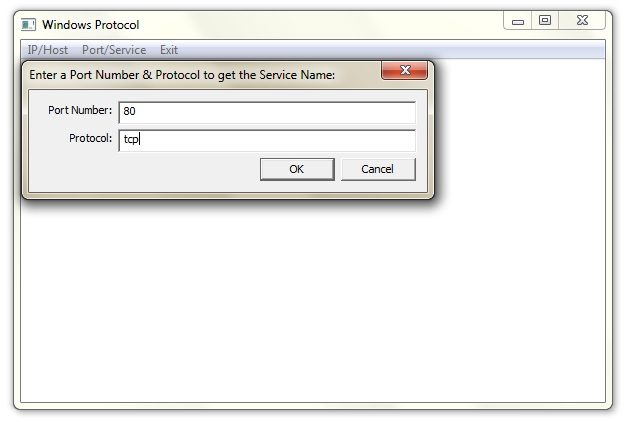 Windows Protocol
IP/Host Port/Service Exit
Enter a Port Number & Protocol to get the Service Name:
Port Number: 80
Protocol: tcp
OK Cancel